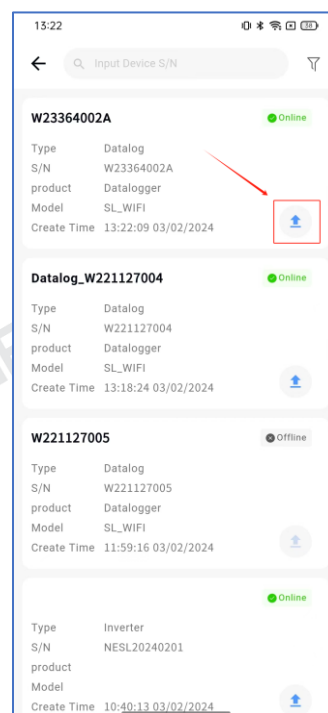 13:22
Input Device S/N
W23364002A Online
Type Datalog
S/N W23364002A
product Datalogger
Model SL_WIFI
Create Time 13:22:09 03/02/2024
Datalog_W221127004 Online
Type Datalog
S/N W221127004
product Datalogger
Model SL_WIFI
Create Time 13:18:24 03/02/2024
W221127005 Offline
Type Datalog
S/N W221127005
product Datalogger
Model SL_WIFI
Create Time 11:59:16 03/02/2024
Online
Type Inverter
S/N NESL20240201
product
Model
Create Time 10:40:13 03/02/2024